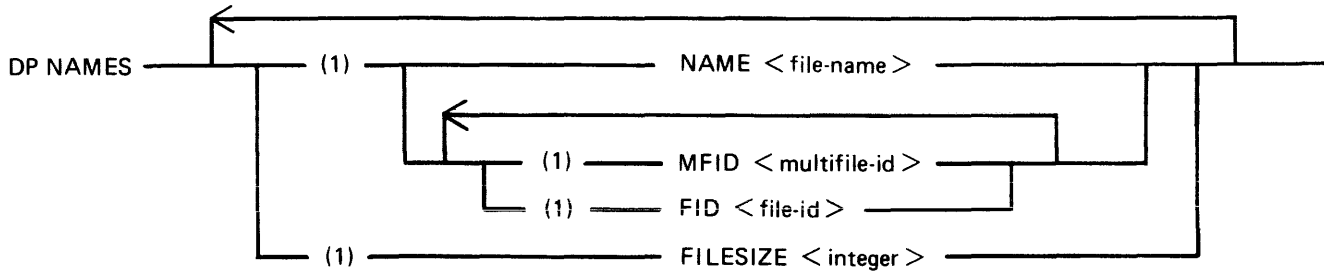 DP NAMES (1) NAME <file-name>
(1) MFID <multifile-id>
(1) FID <file-id>
(1) FILESIZE <integer>